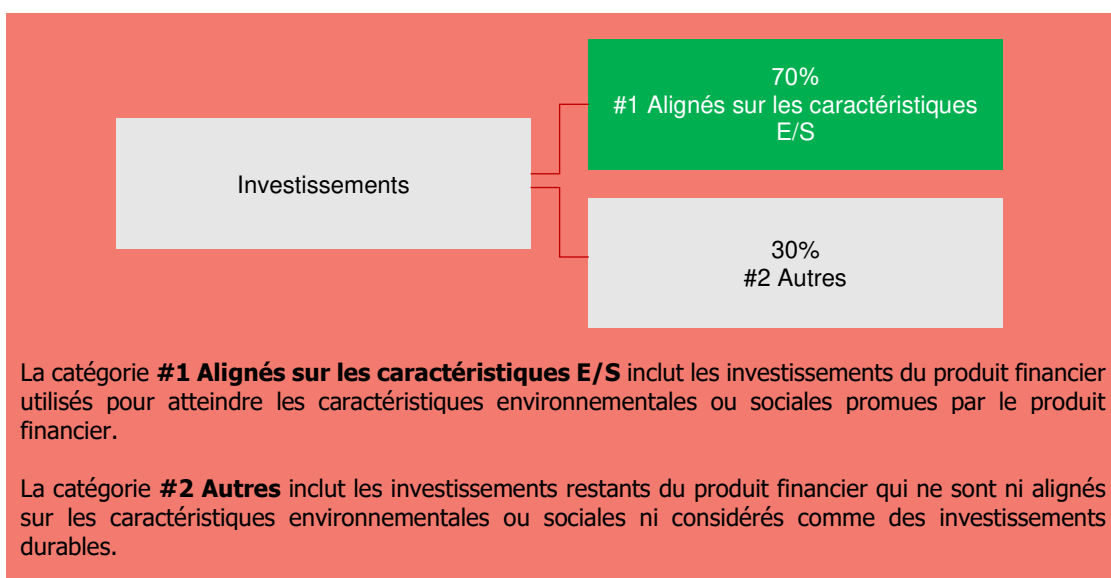 70%
#1 Alignés sur les caractéristiques
E/S
Investissements
30%
#2 Autres
La catégorie #1 Alignés sur les caractéristiques E/S inclut les investissements du produit financier
utilisés pour atteindre les caractéristiques environnementales ou sociales promues par le produit
financier.
La catégorie #2 Autres inclut les investissements restants du produit financier qui ne sont ni alignés
sur les caractéristiques environnementales ou sociales ni considérés comme des investissements
durables.